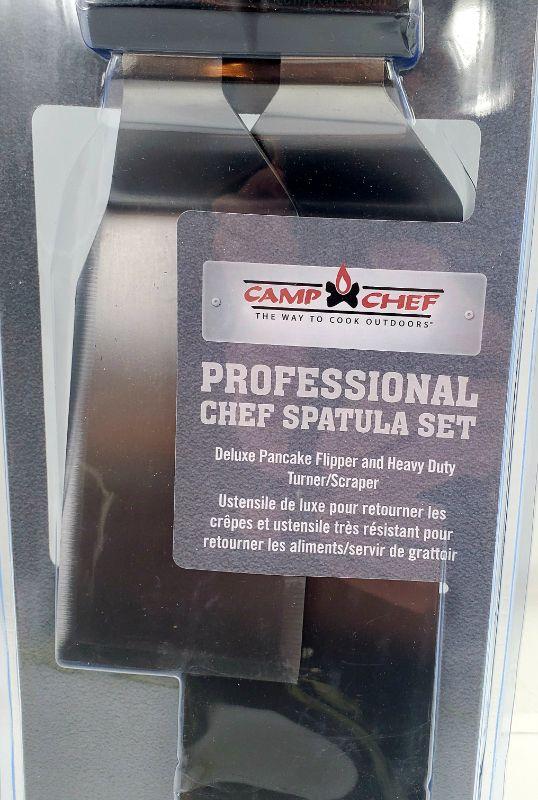 CAMP CHEF
THE WAY TO COOK OUTDOORS™
PROFESSIONAL
CHEF SPATULA SET
Deluxe Pancake Flipper and Heavy Duty
Turner/Scraper
Ustensile de luxe pour retourner les
crêpes et ustensile très résistant pour
retourner les aliments/servir de grattoir